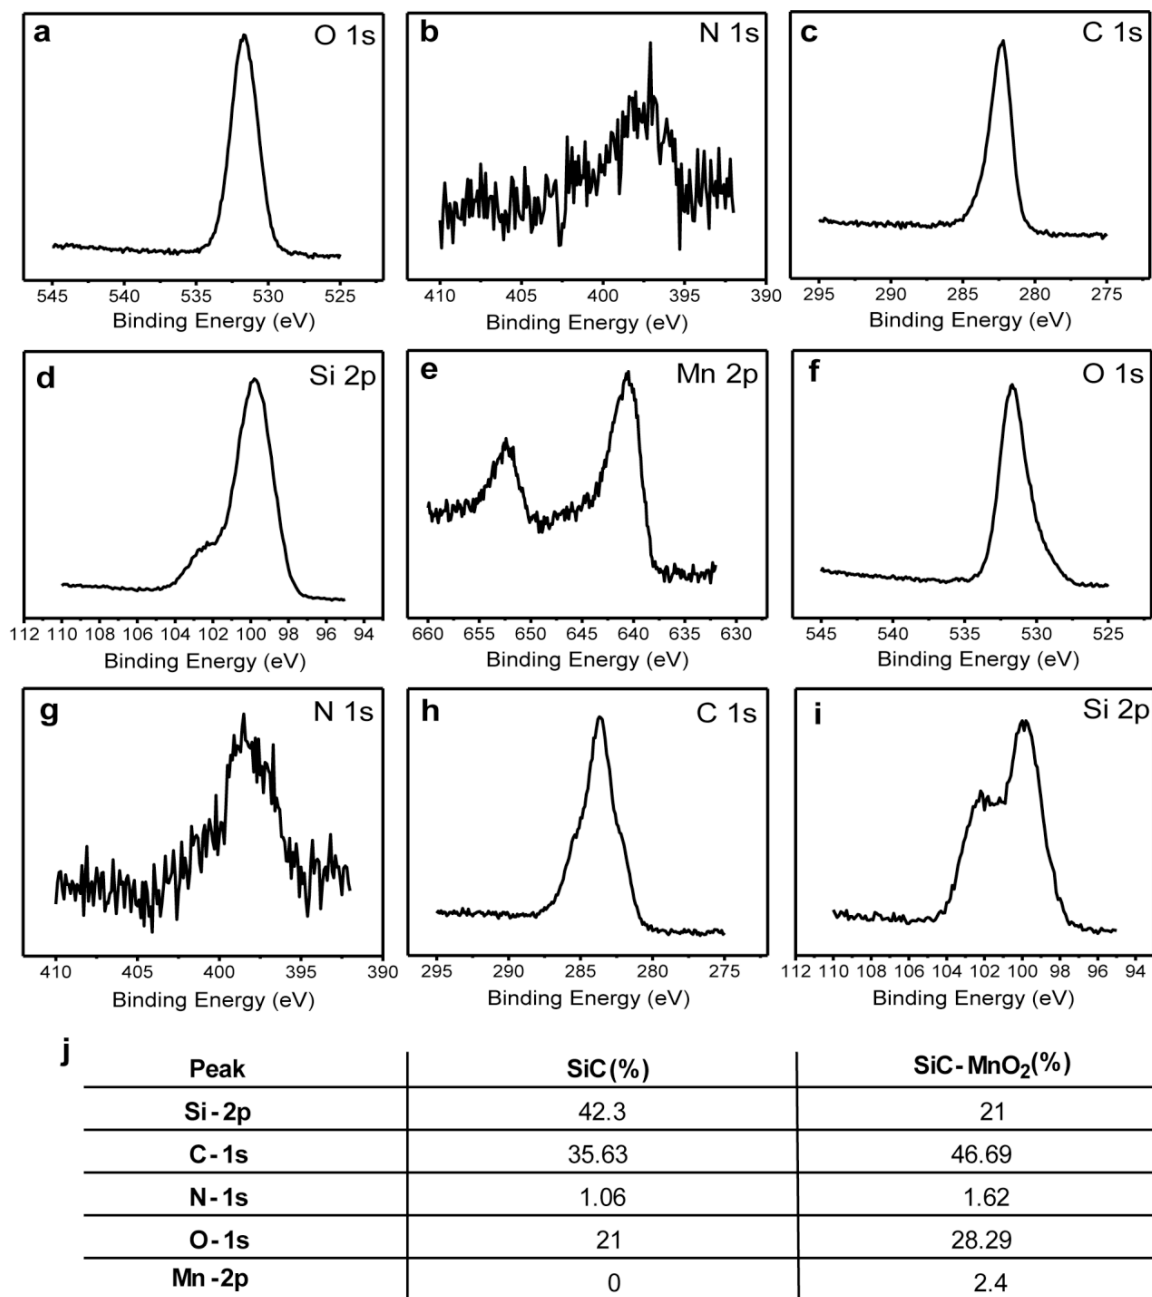 a
O 1s
545 540 535 530 525
Binding Energy (eV)
b
N 1s
410 405 400 395 390
Binding Energy (eV)
c
C 1s
295 290 285 280 275
Binding Energy (eV)
d
Si 2p
112 110 108 106 104 102 100 98 96 94
Binding Energy (eV)
e
Mn 2p
660 655 650 645 640 635 630
Binding Energy (eV)
f
O 1s
545 540 535 530 525
Binding Energy (eV)
g
N 1s
410 405 400 395 390
Binding Energy (eV)
h
C 1s
295 290 285 280 275
Binding Energy (eV)
i
Si 2p
112 110 108 106 104 102 100 98 96 94
Binding Energy (eV)
j
Peak SiC(%) SiC-MnO₂(%)
Si-2p 42.3 21
C-1s 35.63 46.69
N-1s 1.06 1.62
O-1s 21 28.29
Mn-2p 0 2.4